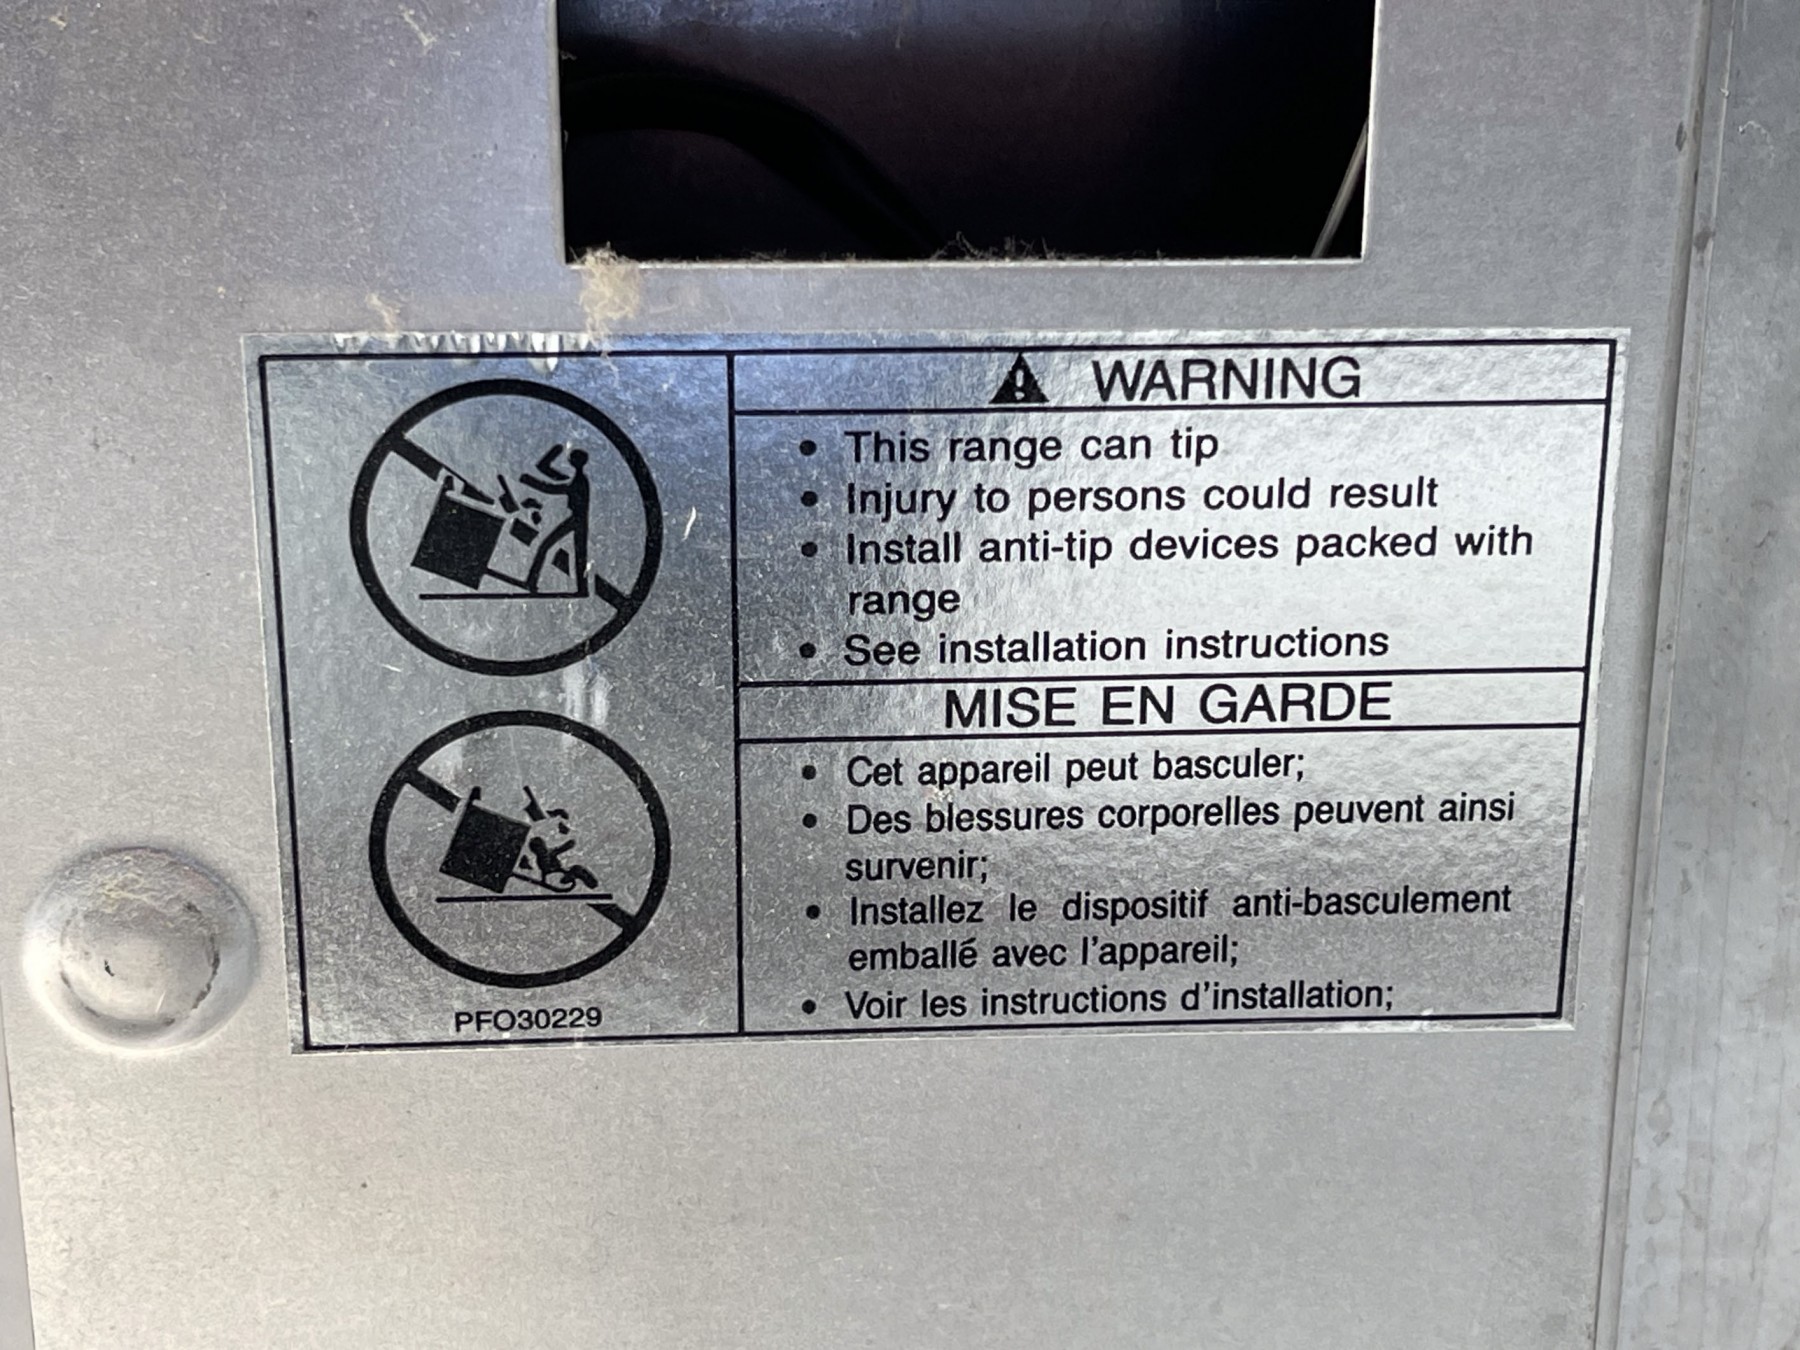 WARNING
• This range can tip
• Injury to persons could result
• Install anti-tip devices packed with
range
• See installation instructions
MISE EN GARDE
• Cet appareil peut basculer;
• Des blessures corporelles peuvent ainsi
survenir;
• Installez le dispositif anti-basculement
emballé avec l'appareil;
• Voir les instructions d'installation;
PFO30229